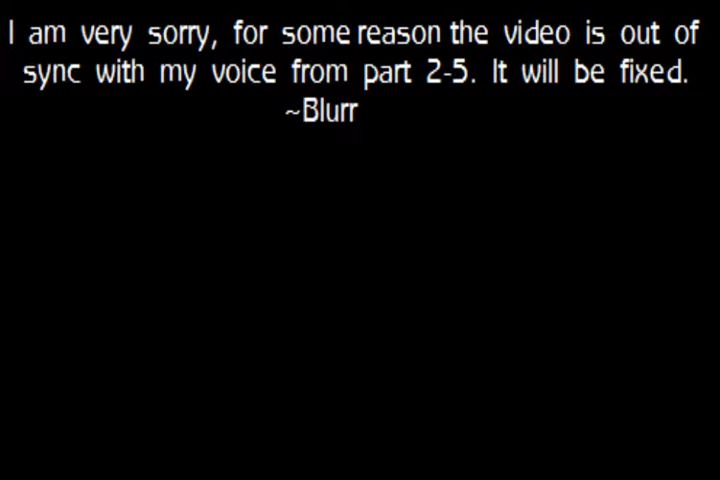 I am very sorry, for some reason the video is out of
sync with my voice from part 2-5. It will be fixed.
~Blurr